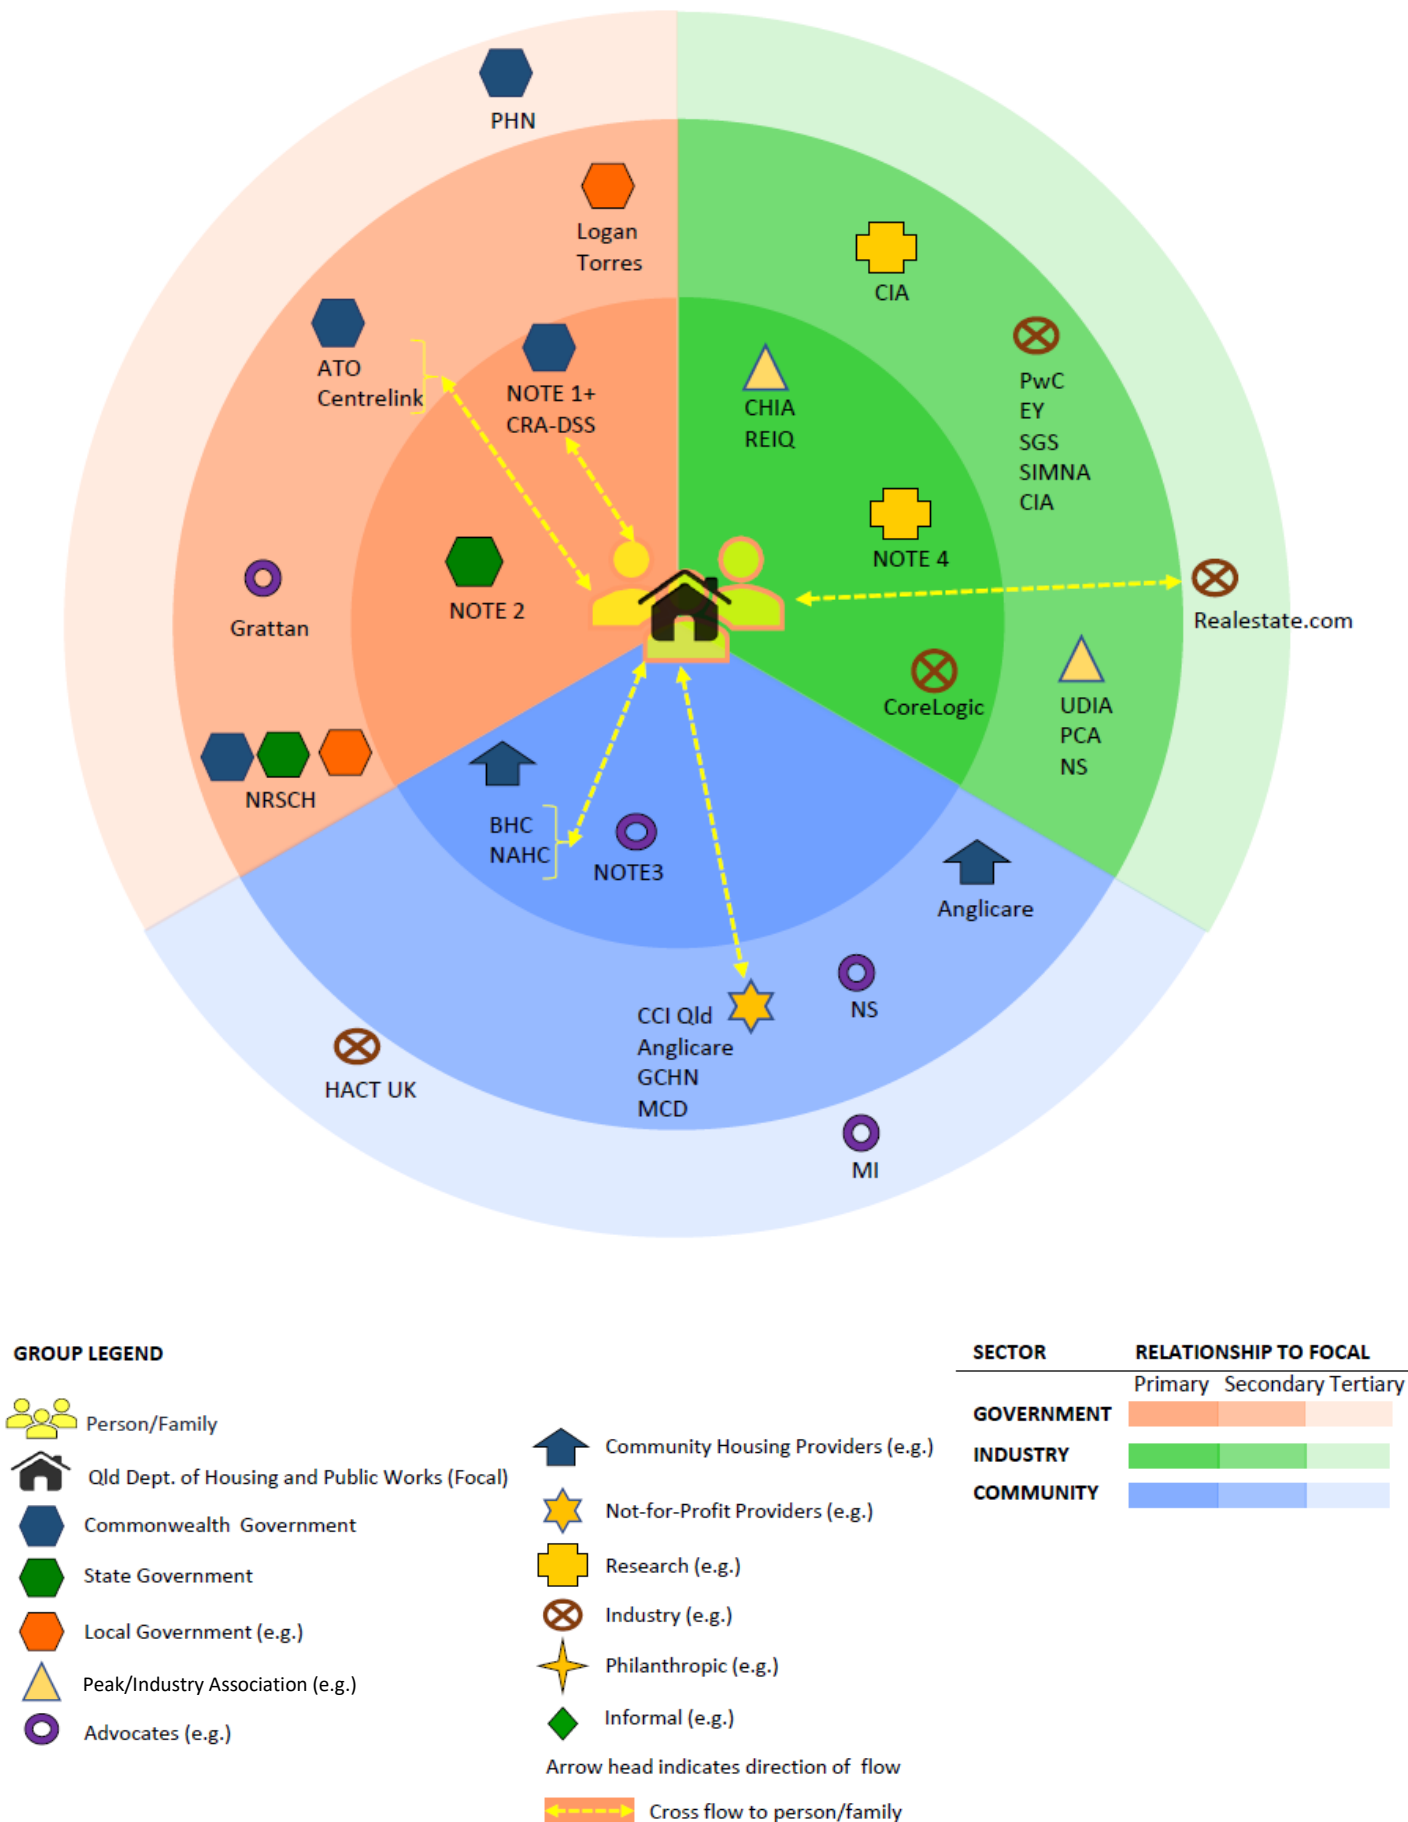 PHN
Logan
Torres
CIA
ATO
Centrelink
NOTE 1+
CRA-DSS
CHIA
REIQ
PwC
EY
SGS
SIMNA
CIA
NOTE 4
NOTE 2
Grattan
Realestate.com
CoreLogic
UDIA
PCA
NS
NRSCH
BHC
NAHC
NOTE3
Anglicare
NS
CCI Qld
Anglicare
GCHN
MCD
HACT UK
MI
GROUP LEGEND
Person/Family
Qld Dept. of Housing and Public Works (Focal)
Commonwealth Government
State Government
Local Government (e.g.)
Peak/Industry Association (e.g.)
Advocates (e.g.)
Community Housing Providers (e.g.)
Not-for-Profit Providers (e.g.)
Research (e.g.)
Industry (e.g.)
Philanthropic (e.g.)
Informal (e.g.)
Arrow head indicates direction of flow
Cross flow to person/family
SECTOR RELATIONSHIP TO FOCAL
Primary Secondary Tertiary
GOVERNMENT
INDUSTRY
COMMUNITY